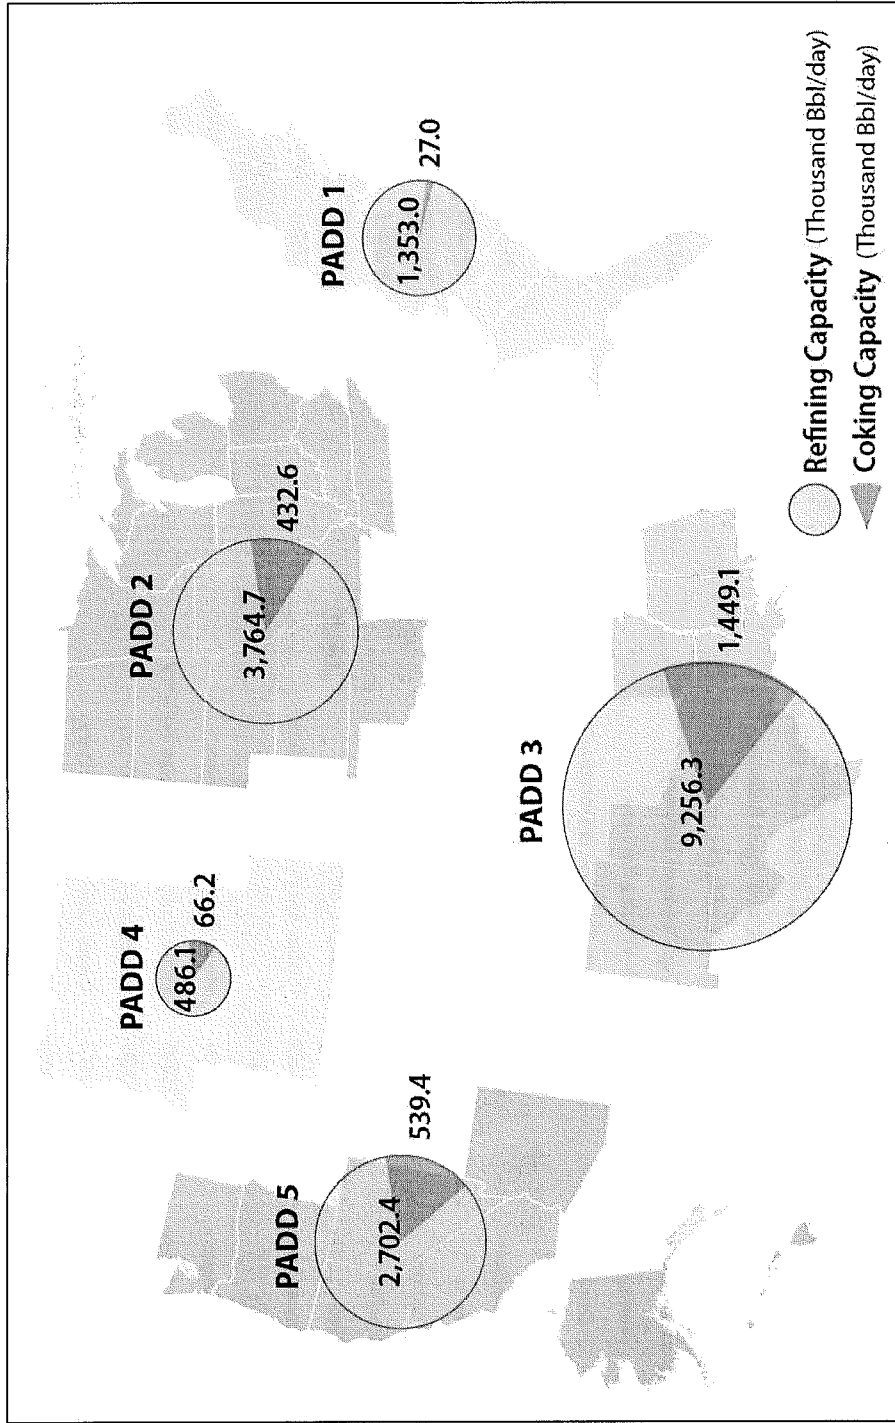 PADD 5
2,702.4
539.4
PADD 4
486.1
66.2
PADD 2
3,764.7
432.6
PADD 1
1,353.0
27.0
PADD 3
9,256.3
1,449.1
Refining Capacity (Thousand Bbl/day)
Coking Capacity (Thousand Bbl/day)